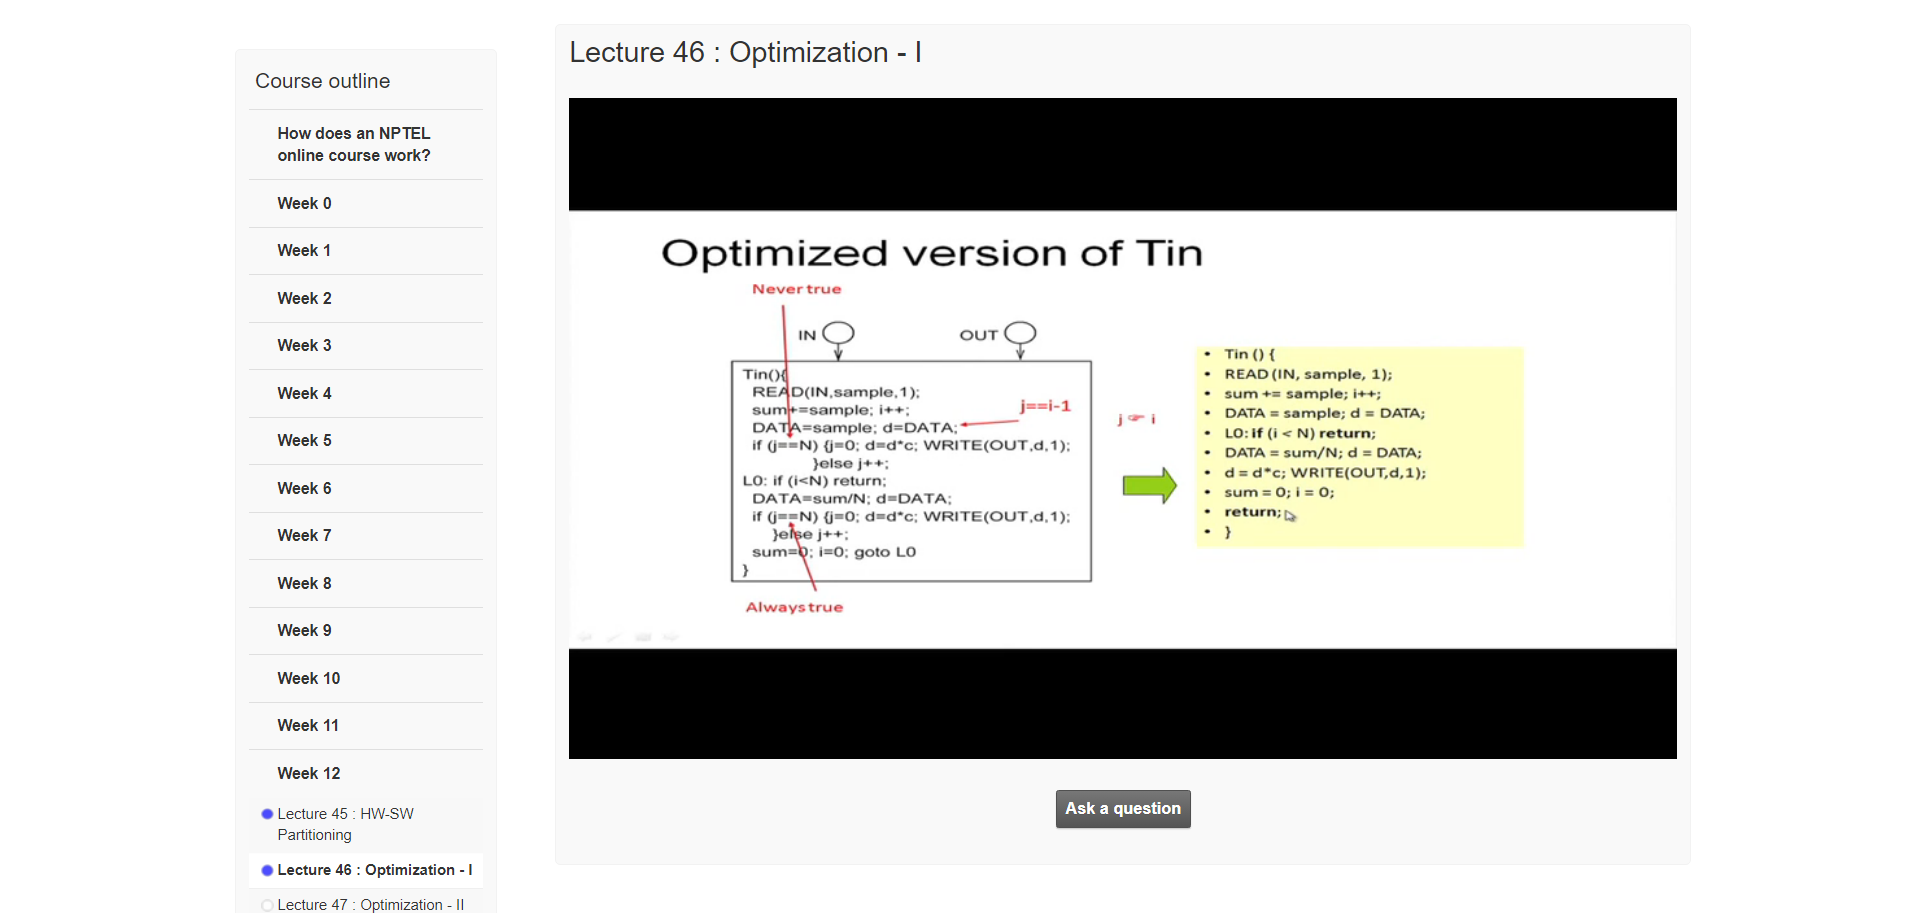 Course outline
How does an NPTEL
online course work?
Week 0
Week 1
Week 2
Week 3
Week 4
Week 5
Week 6
Week 7
Week 8
Week 9
Week 10
Week 11
Week 12
Lecture 45 : HW-SW
Partitioning
Lecture 46 : Optimization - I
Lecture 47 : Optimization - II
Lecture 46 : Optimization - I
Optimized version of Tin
Never true
IN
OUT
Tin(){
READ(IN,sample,1);
sum+=sample; i++;
DATA=sample; d=DATA;
if (j==N) {j=0; d=d*c; WRITE(OUT,d,1);
}else j++;
L0: if (i<N) return;
DATA=sum/N; d=DATA;
if (j==N) {j=0; d=d*c; WRITE(OUT,d,1);
}else j++;
sum=0; i=0; goto L0
}
j==i-1
Always true
j ☞ i
• Tin () {
• READ (IN, sample, 1);
• sum += sample; i++;
• DATA = sample; d = DATA;
• L0: if (i < N) return;
• DATA = sum/N; d = DATA;
• d = d*c; WRITE(OUT,d,1);
• sum = 0; i = 0;
• return;
• }
Ask a question